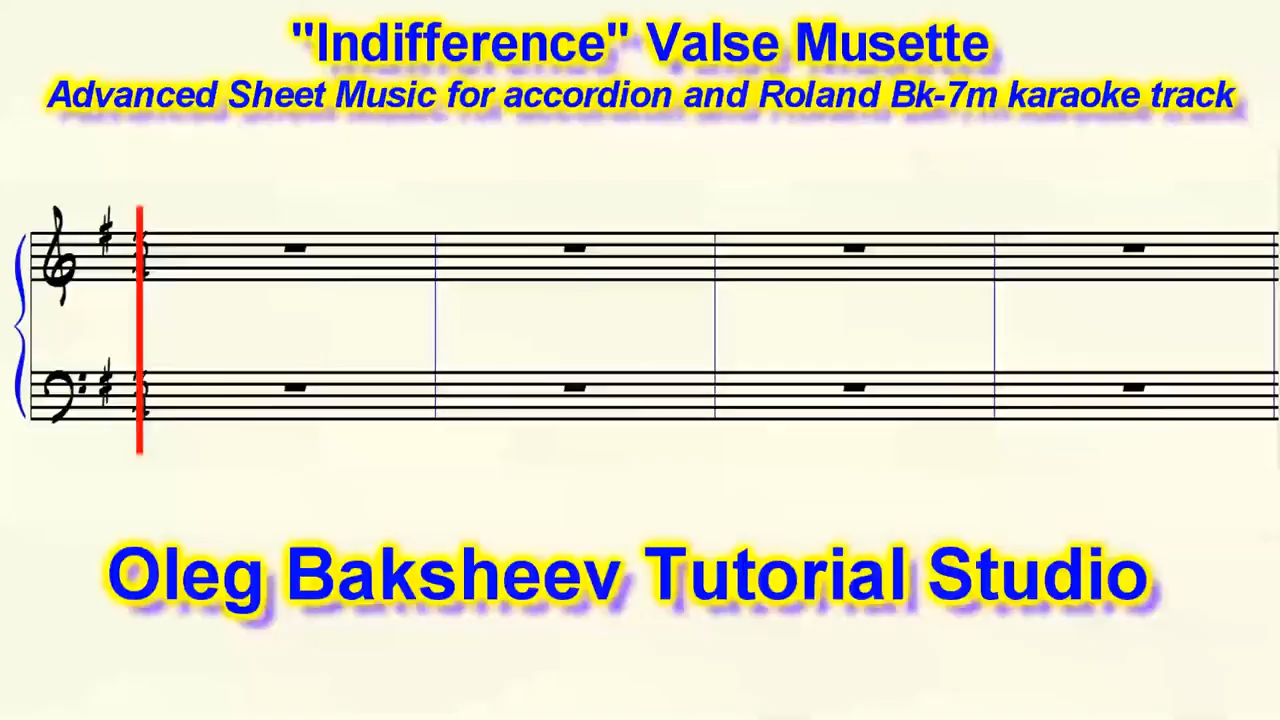 "Indifference" Valse Musette
Advanced Sheet Music for accordion and Roland Bk-7m karaoke track
Oleg Baksheev Tutorial Studio